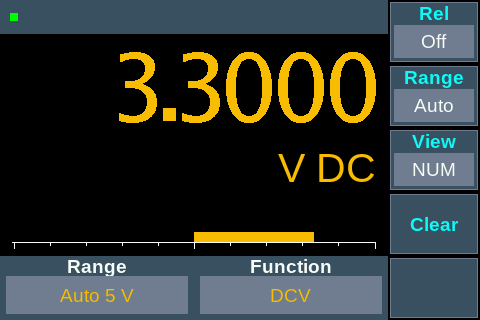 3.3000
V DC
Rel
Off
Range
Auto
View
NUM
Clear
Range
Auto 5 V
Function
DCV